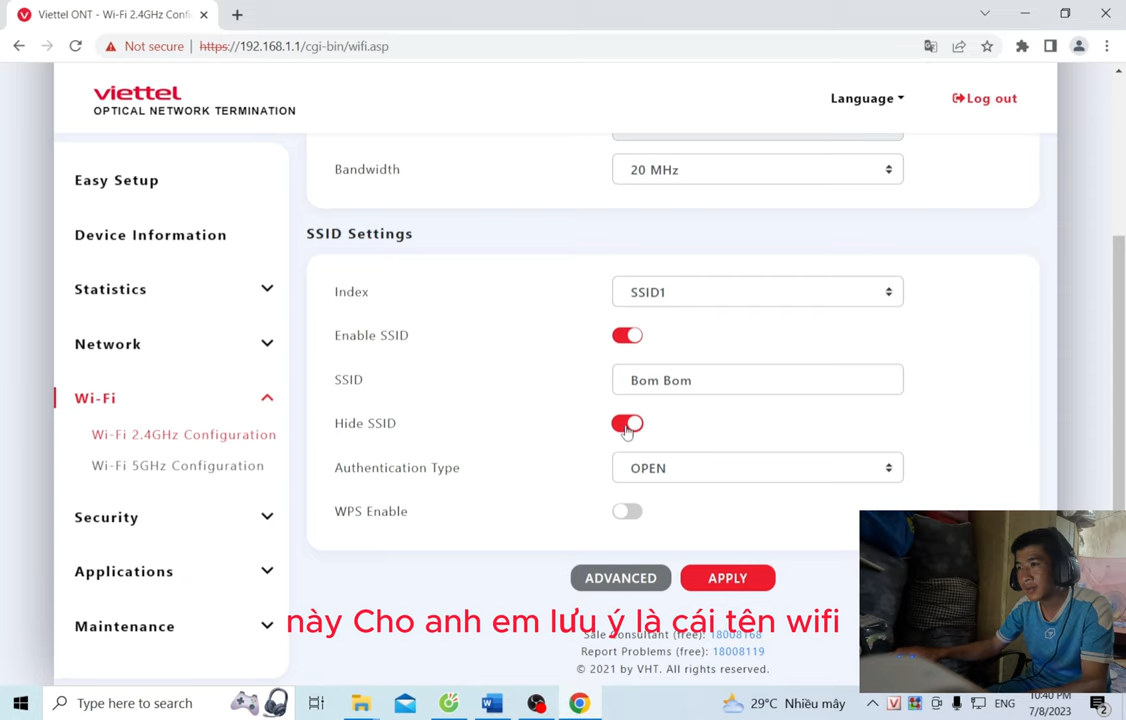 Viettel ONT - Wi-Fi 2.4GHz Confi
Not secure
https://192.168.1.1/cgi-bin/wifi.asp
viettel
OPTICAL NETWORK TERMINATION
Language
Log out
Easy Setup
Device Information
Statistics
Network
Wi-Fi
Wi-Fi 2.4GHz Configuration
Wi-Fi 5GHz Configuration
Security
Applications
Maintenance
Bandwidth
20 MHz
SSID Settings
Index
SSID1
Enable SSID
SSID
Bom Bom
Hide SSID
Authentication Type
OPEN
WPS Enable
ADVANCED
APPLY
này Cho anh em lưu ý là cái tên wifi
Sale Consultant (free): 18008168
Report Problems (free): 18008119
© 2021 by VHT. All rights reserved.
Type here to search
29°C Nhiều mây
ENG
10:40 PM
7/8/2023
2